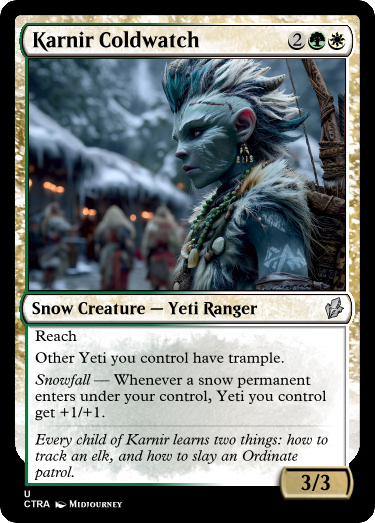 Karnir Coldwatch 2
Snow Creature — Yeti Ranger
Reach
Other Yeti you control have trample.
Snowfall — Whenever a snow permanent
enters under your control, Yeti you control
get +1/+1.
Every child of Karnir learns two things: how to
track an elk, and how to slay an Ordinate
patrol.
3/3
U
CTRA Midjourney